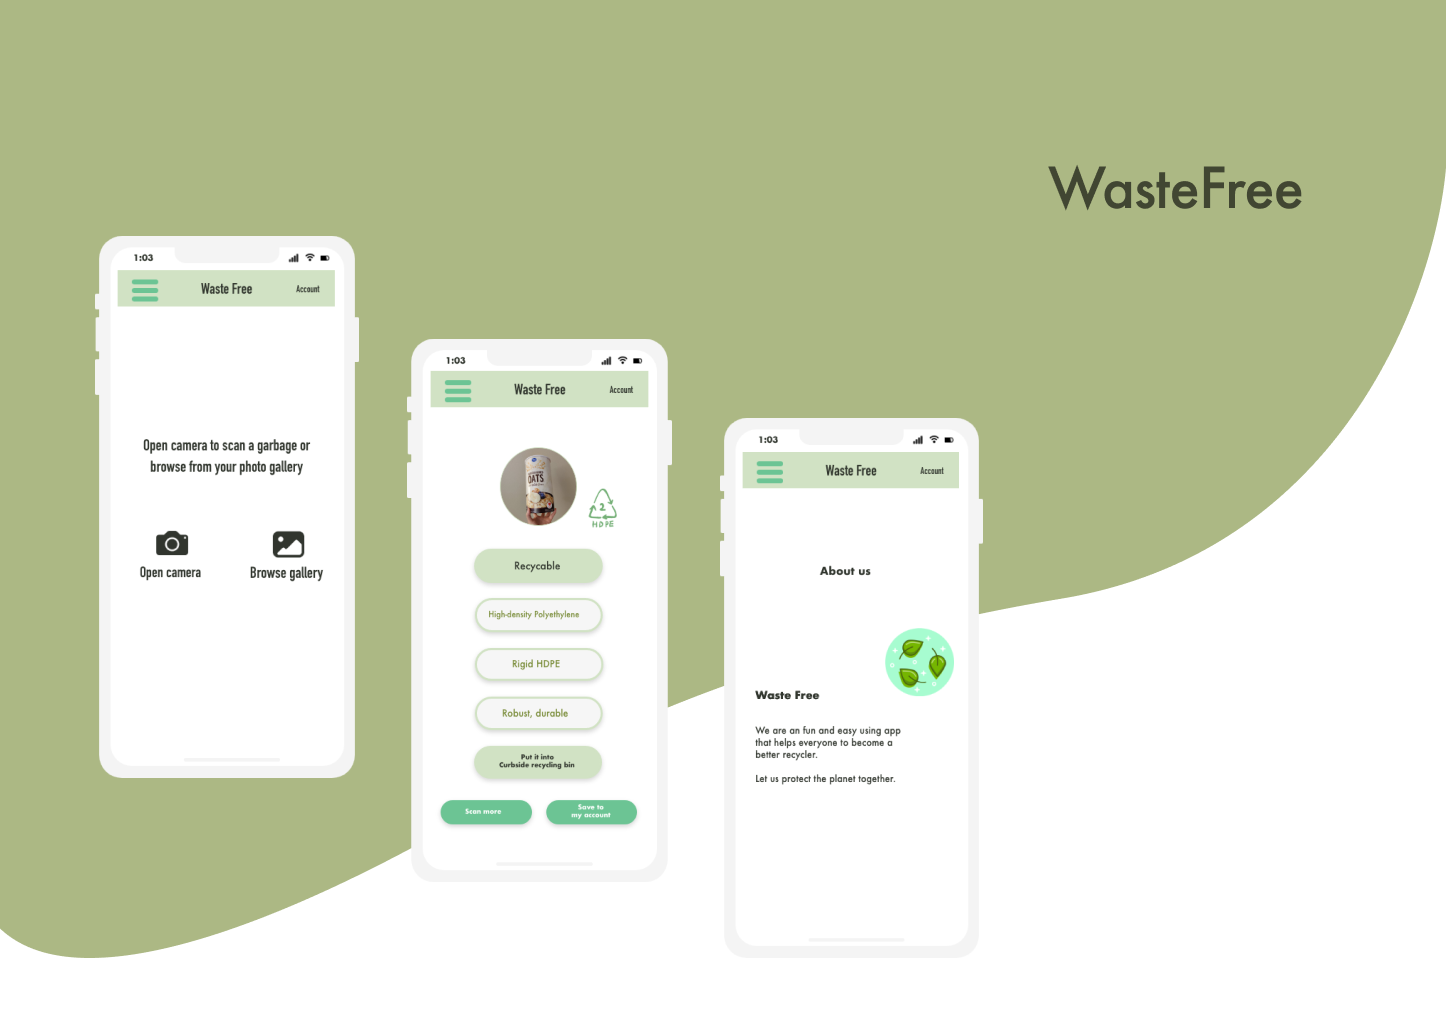 WasteFree
1:03
Waste Free
Account
Open camera to scan a garbage or
browse from your photo gallery
Open camera
Browse gallery
1:03
Waste Free
Account
OATS
2
HDPE
Recycable
High-density Polyethylene
Rigid HDPE
Robust, durable
Put it into
Curbside recycling bin
Scan more
Save to
my account
1:03
Waste Free
Account
About us
Waste Free
We are an fun and easy using app
that helps everyone to become a
better recycler.
Let us protect the planet together.